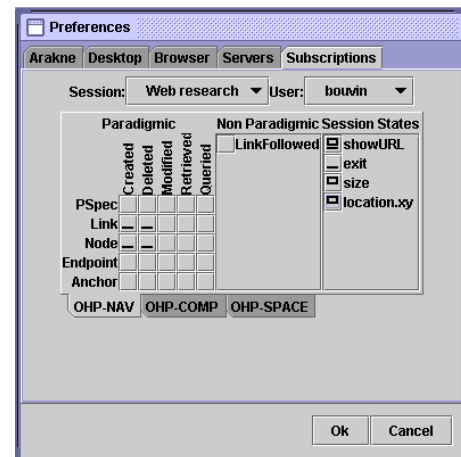 Preferences
Arakne Desktop Browser Servers Subscriptions
Session: Web research User: bouvin
Paradigmic Non Paradigmic Session States
Created Deleted Modified Retrieved Queried
LinkFollowed showURL
exit
size
location.xy
PSpec
Link
Node
Endpoint
Anchor
OHP-NAV OHP-COMP OHP-SPACE
Ok Cancel